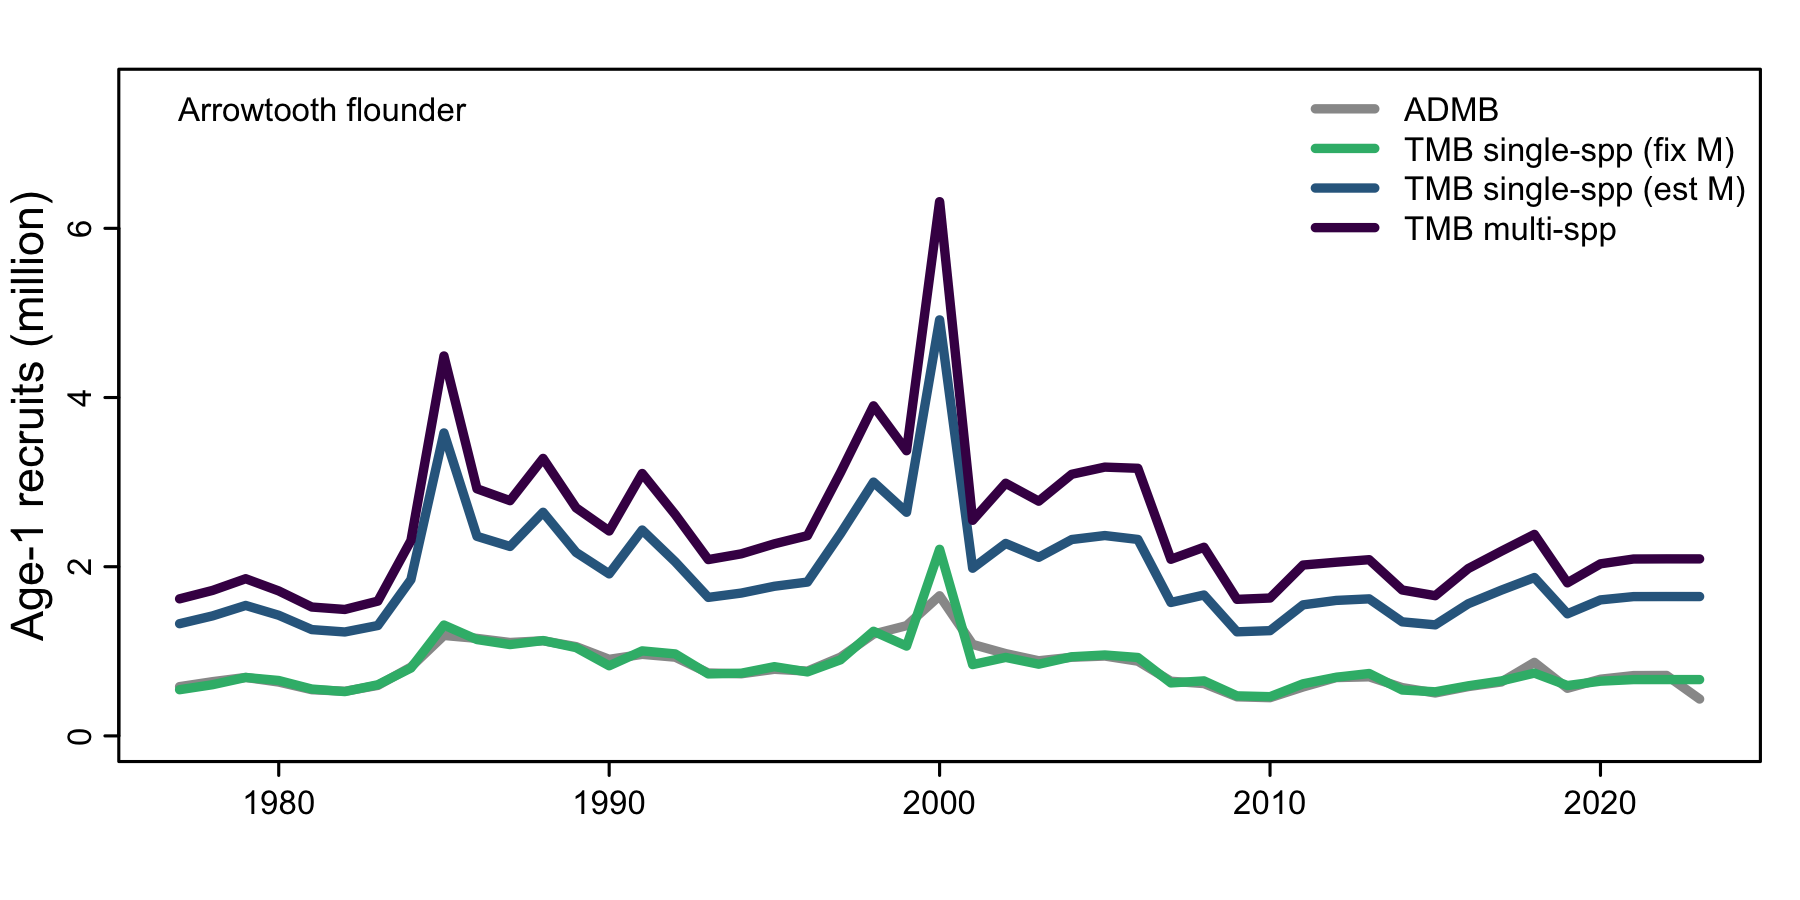 Arrowtooth flounder
ADMB
TMB single-spp (fix M)
TMB single-spp (est M)
TMB multi-spp
Age-1 recruits (million)
6
4
2
0
1980 1990 2000 2010 2020